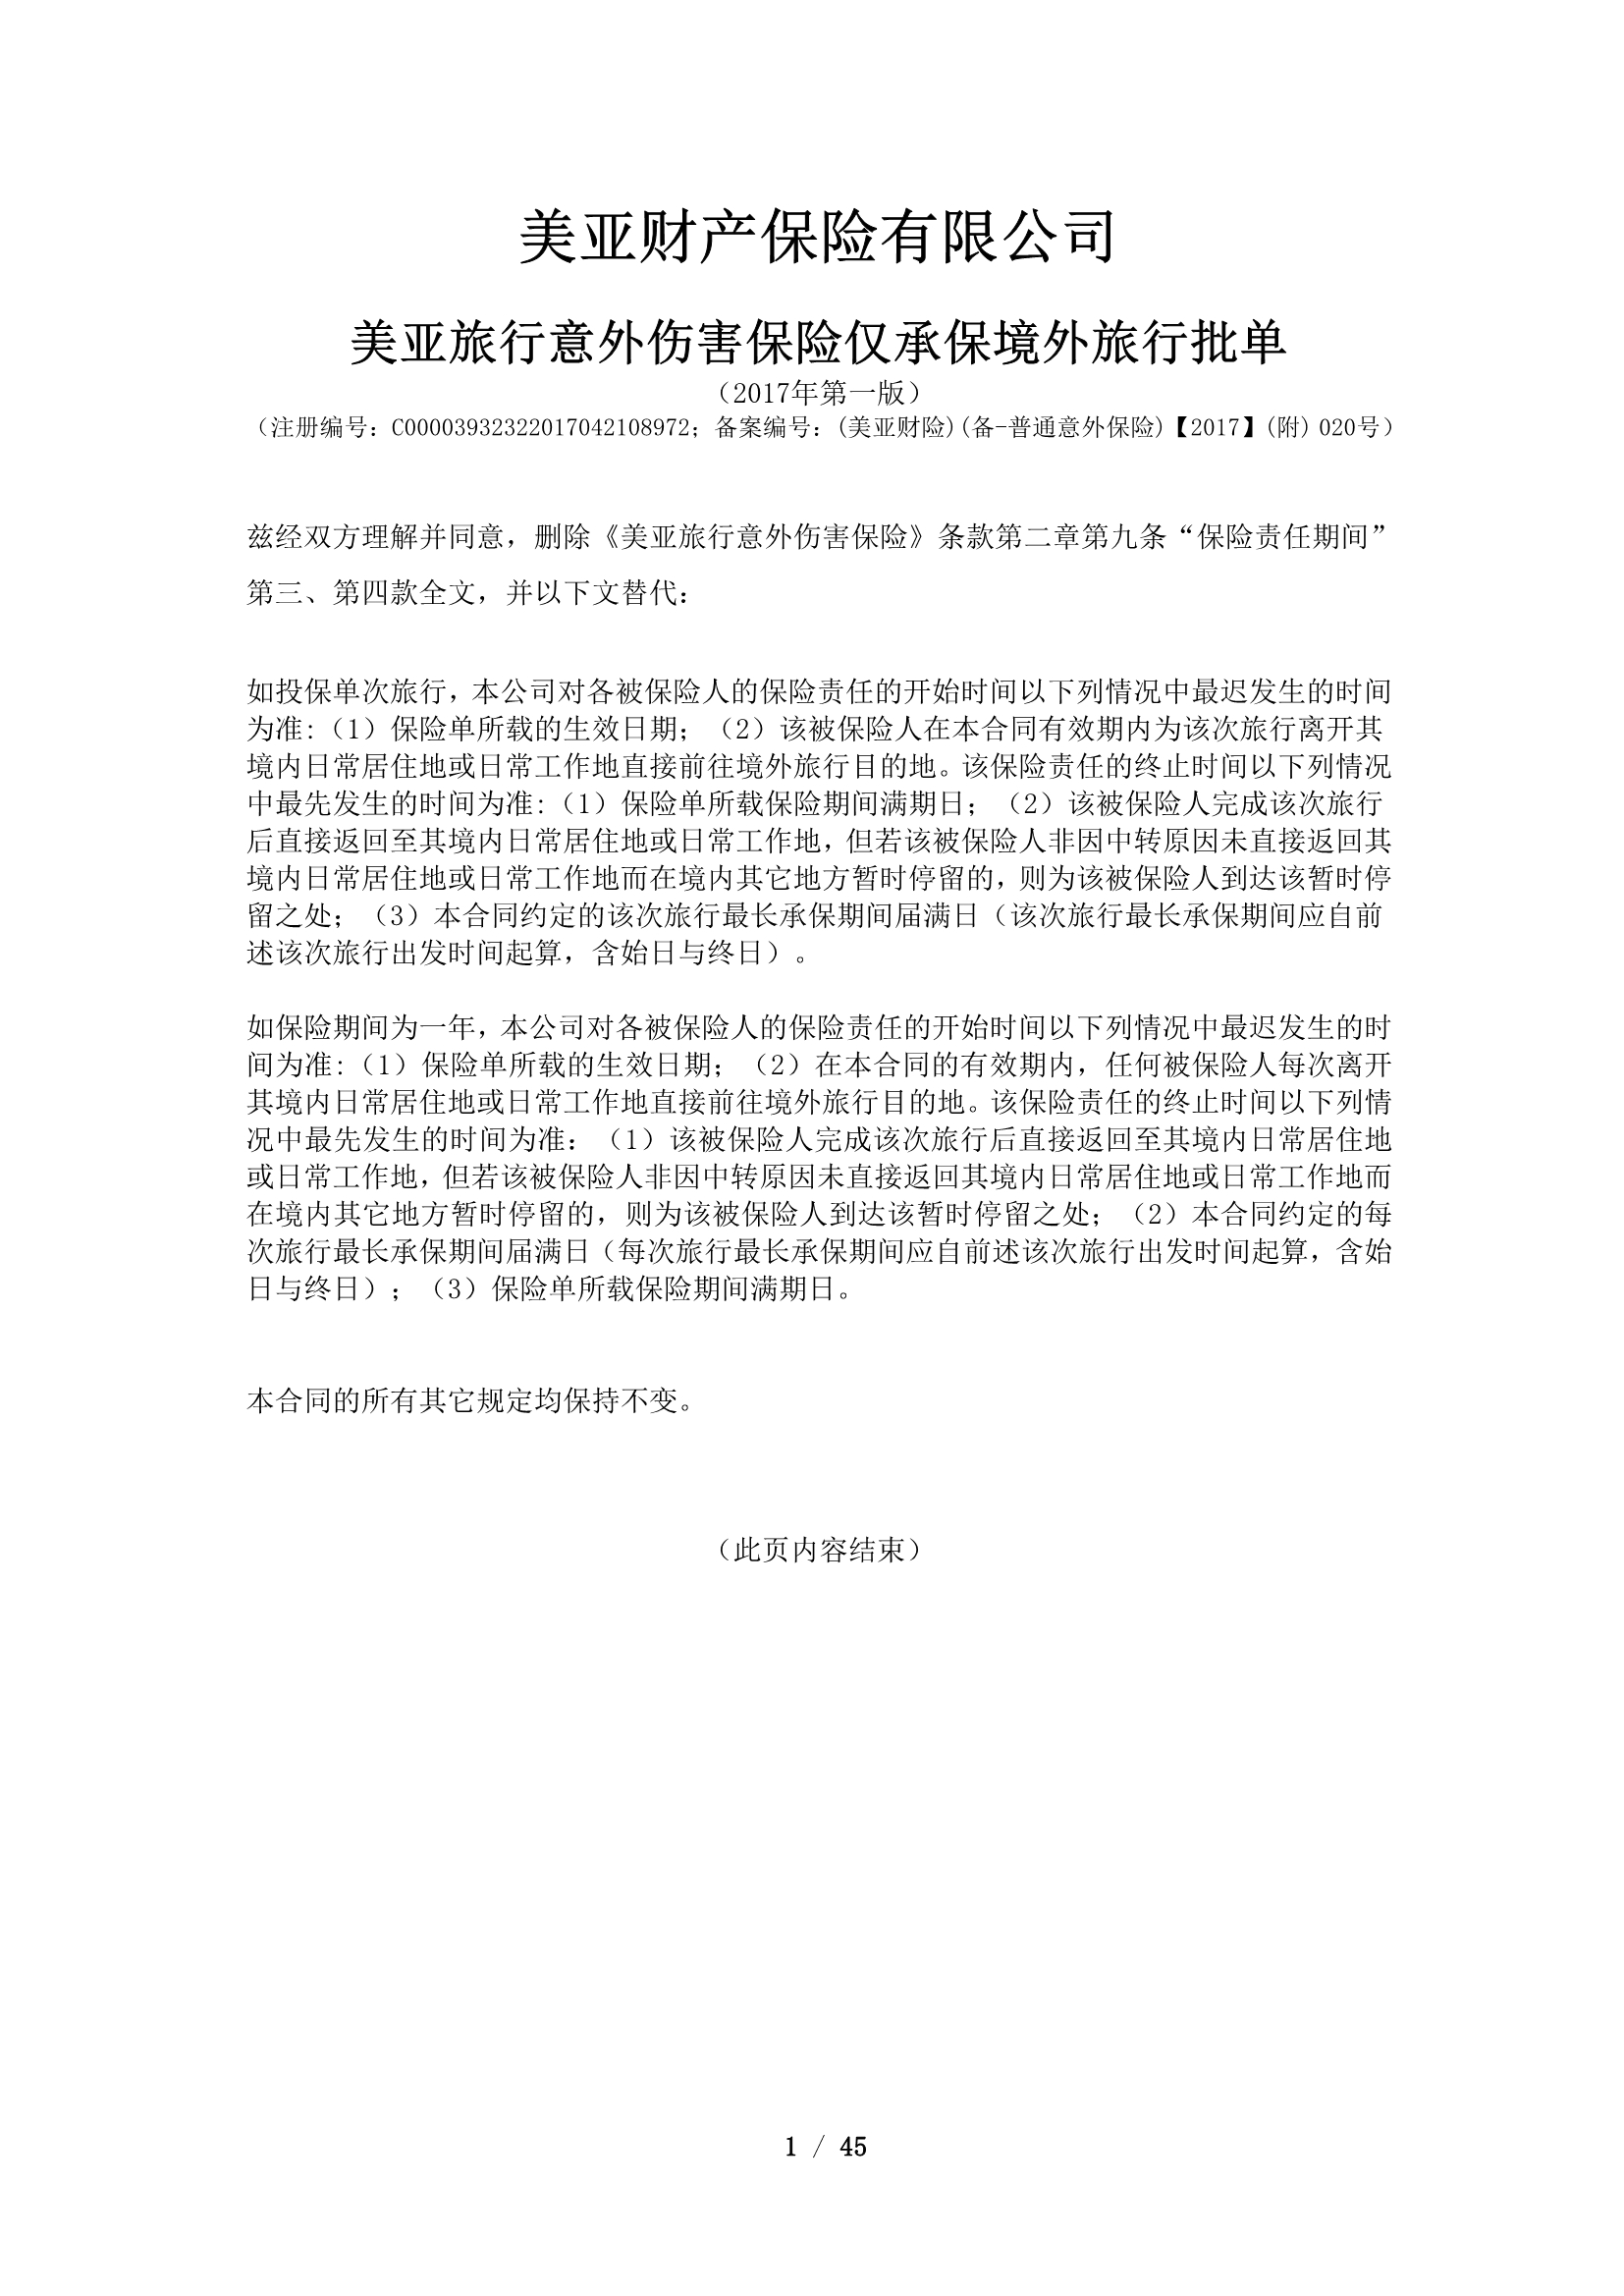 美亚财产保险有限公司
美亚旅行意外伤害保险仅承保境外旅行批单
（2017年第一版）
（注册编号：C00003932322017042108972；备案编号：(美亚财险)(备-普通意外保险)【2017】(附) 020号）
兹经双方理解并同意，删除《美亚旅行意外伤害保险》条款第二章第九条“保险责任期间”
第三、第四款全文，并以下文替代：
如投保单次旅行，本公司对各被保险人的保险责任的开始时间以下列情况中最迟发生的时间
为准：（1）保险单所载的生效日期；（2）该被保险人在本合同有效期内为该次旅行离开其
境内日常居住地或日常工作地直接前往境外旅行目的地。该保险责任的终止时间以下列情况
中最先发生的时间为准：（1）保险单所载保险期间满期日；（2）该被保险人完成该次旅行
后直接返回至其境内日常居住地或日常工作地，但若该被保险人非因中转原因未直接返回其
境内日常居住地或日常工作地而在境内其它地方暂时停留的，则为该被保险人到达该暂时停
留之处；（3）本合同约定的该次旅行最长承保期间届满日（该次旅行最长承保期间应自前
述该次旅行出发时间起算，含始日与终日）。
如保险期间为一年，本公司对各被保险人的保险责任的开始时间以下列情况中最迟发生的时
间为准：（1）保险单所载的生效日期；（2）在本合同的有效期内，任何被保险人每次离开
其境内日常居住地或日常工作地直接前往境外旅行目的地。该保险责任的终止时间以下列情
况中最先发生的时间为准：（1）该被保险人完成该次旅行后直接返回至其境内日常居住地
或日常工作地，但若该被保险人非因中转原因未直接返回其境内日常居住地或日常工作地而
在境内其它地方暂时停留的，则为该被保险人到达该暂时停留之处；（2）本合同约定的每
次旅行最长承保期间届满日（每次旅行最长承保期间应自前述该次旅行出发时间起算，含始
日与终日）；（3）保险单所载保险期间满期日。
本合同的所有其它规定均保持不变。
（此页内容结束）
1 / 45